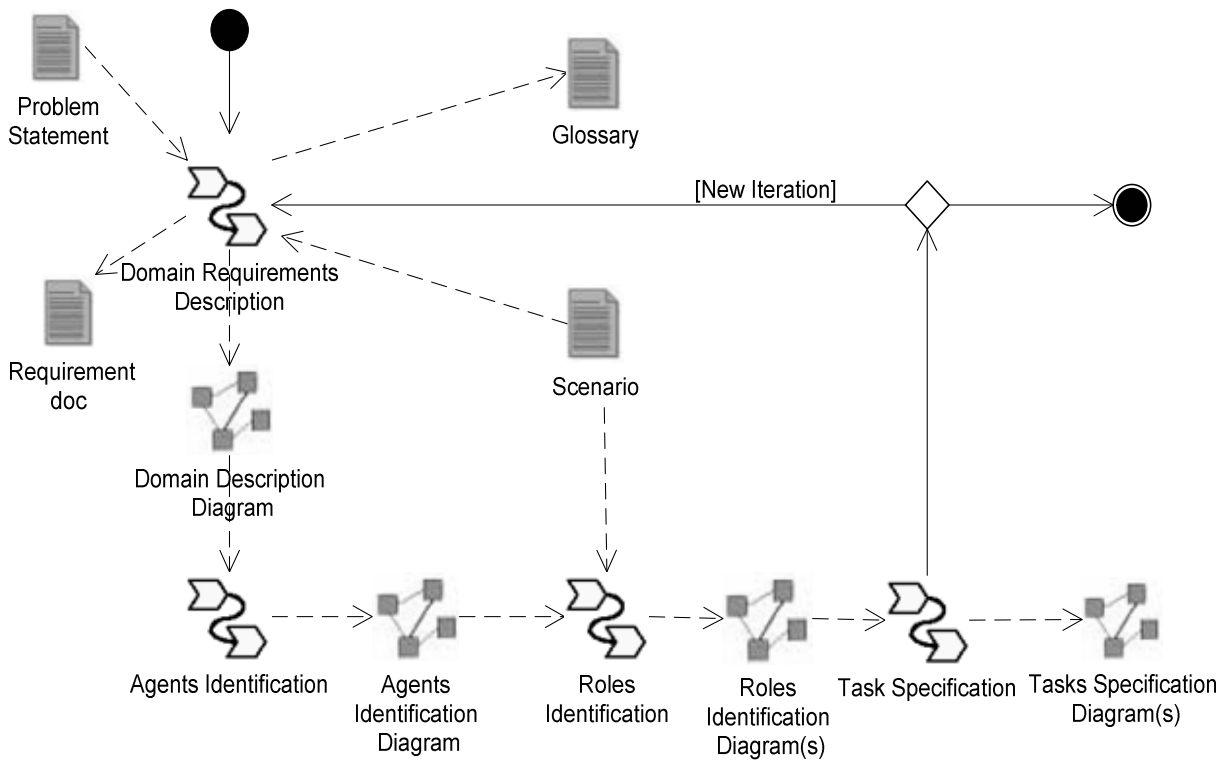 Problem
Statement
Glossary
[New Iteration]
Domain Requirements
Description
Requirement
doc
Scenario
Domain Description
Diagram
Agents Identification
Agents
Identification
Diagram
Roles
Identification
Roles
Identification
Diagram(s)
Task Specification
Tasks Specification
Diagram(s)